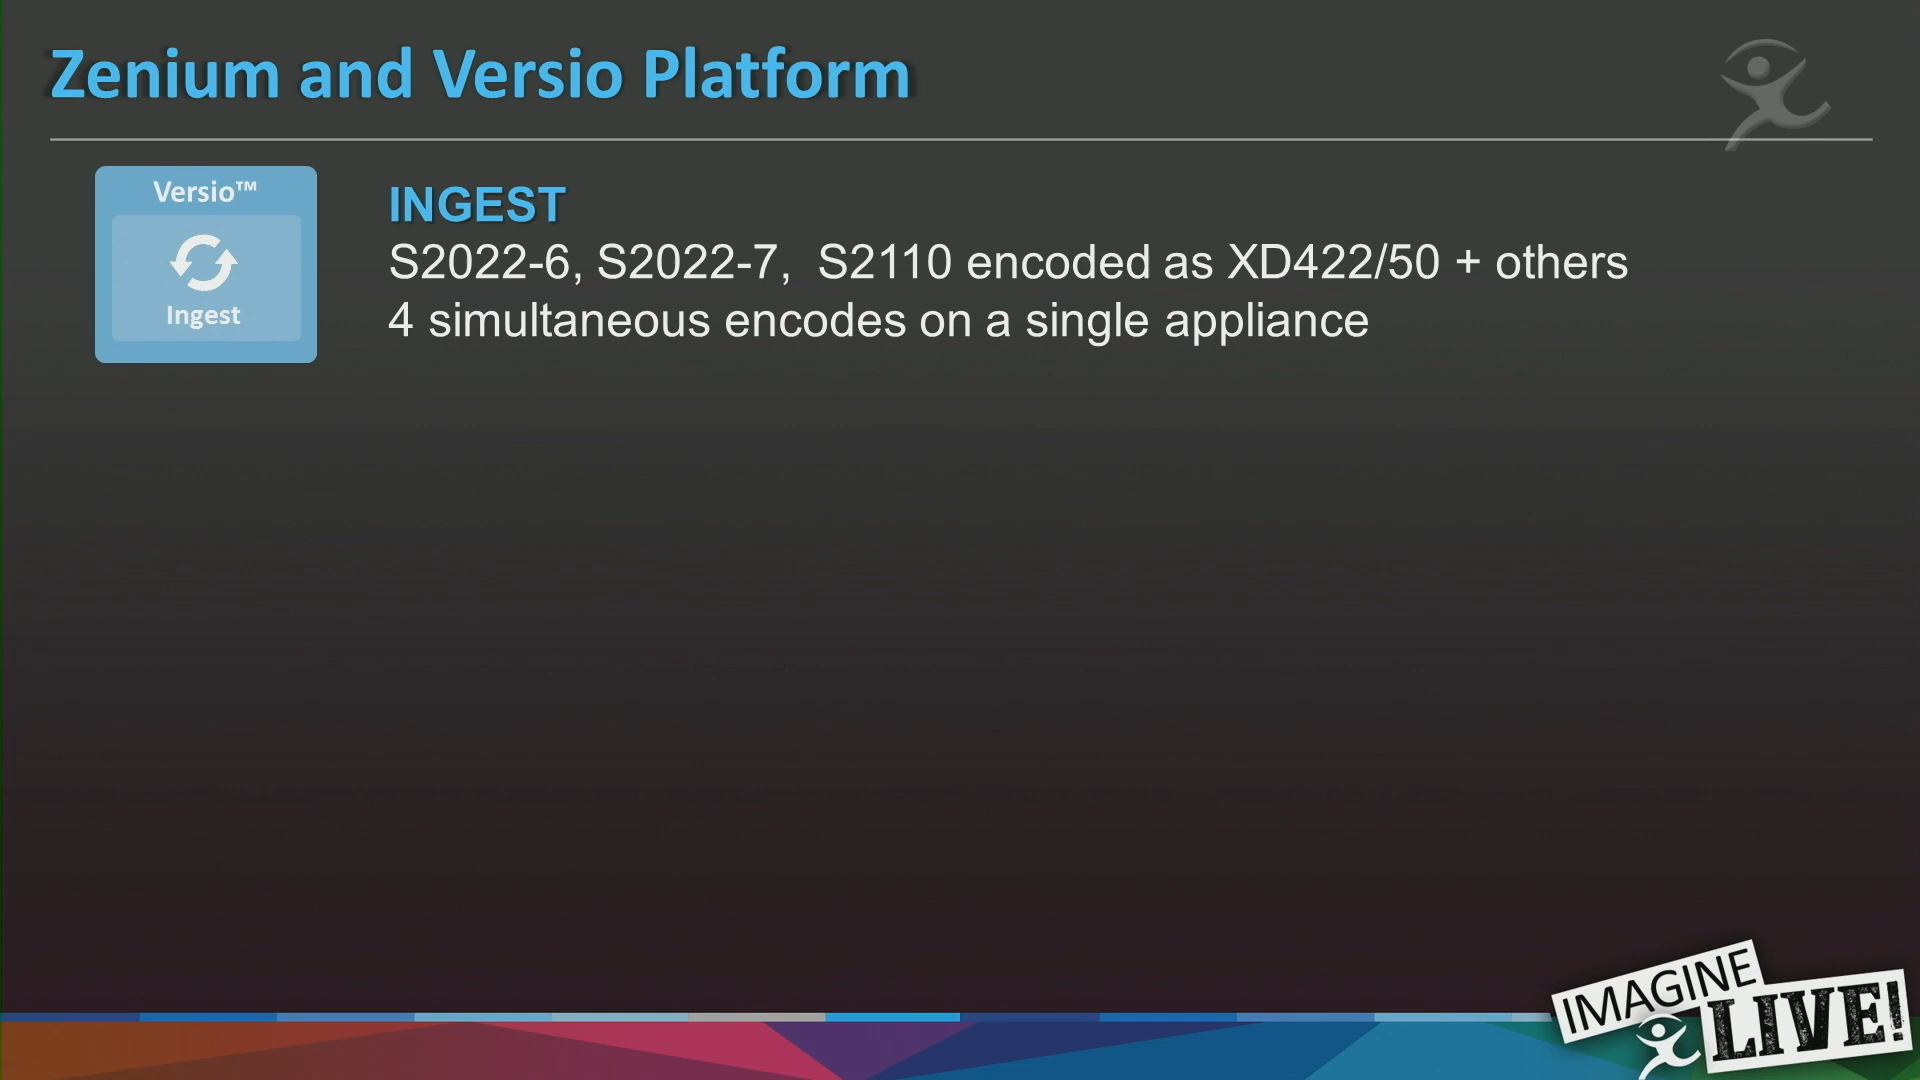 Zenium and Versio Platform
Versio™
Ingest
INGEST
S2022-6, S2022-7, S2110 encoded as XD422/50 + others
4 simultaneous encodes on a single appliance
IMAGINE
LIVE!